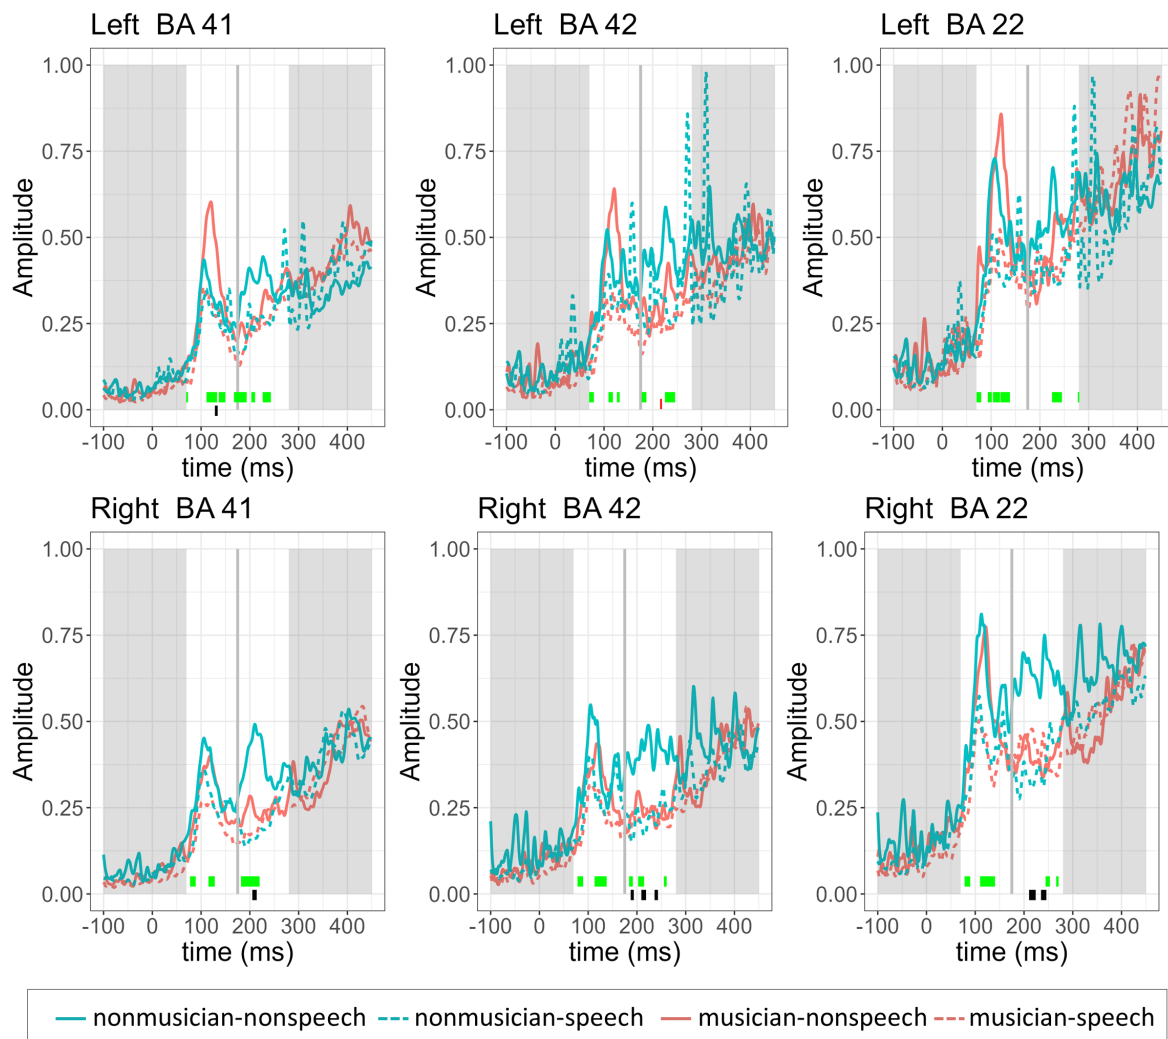 Left BA 41
Left BA 42
Left BA 22
Amplitude
1.00
0.75
0.50
0.25
0.00
-100 0 100 200 300 400
time (ms)
Amplitude
1.00
0.75
0.50
0.25
0.00
-100 0 100 200 300 400
time (ms)
Amplitude
1.00
0.75
0.50
0.25
0.00
-100 0 100 200 300 400
time (ms)
Right BA 41
Right BA 42
Right BA 22
Amplitude
1.00
0.75
0.50
0.25
0.00
-100 0 100 200 300 400
time (ms)
Amplitude
1.00
0.75
0.50
0.25
0.00
-100 0 100 200 300 400
time (ms)
Amplitude
1.00
0.75
0.50
0.25
0.00
-100 0 100 200 300 400
time (ms)
nonmusician-nonspeech nonmusician-speech musician-nonspeech musician-speech